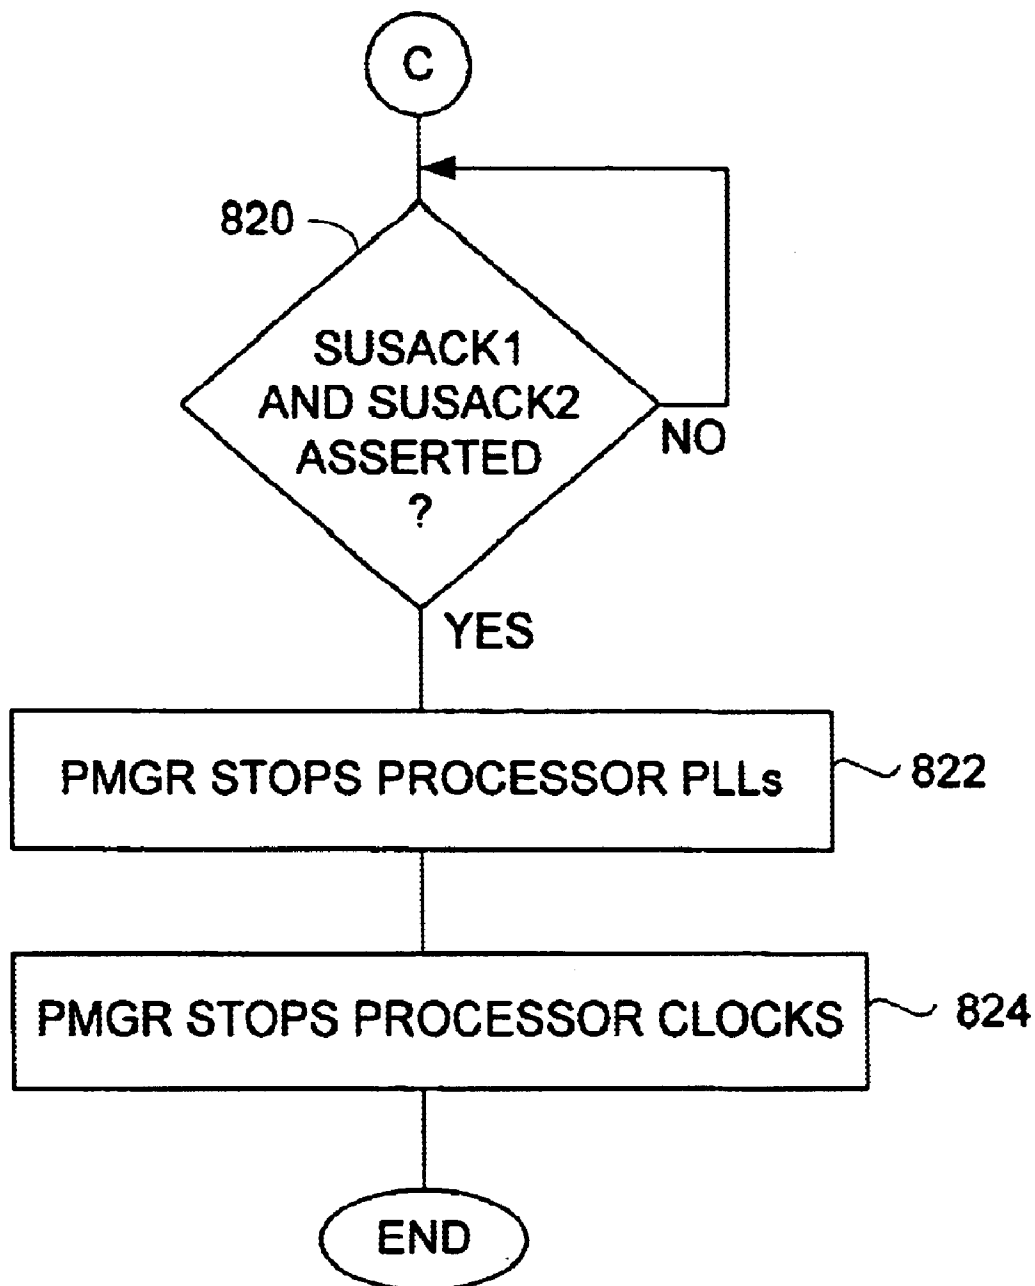 C
820
SUSACK1
AND SUSACK2
ASSERTED
?
NO
YES
PMGR STOPS PROCESSOR PLLs
822
PMGR STOPS PROCESSOR CLOCKS
824
END